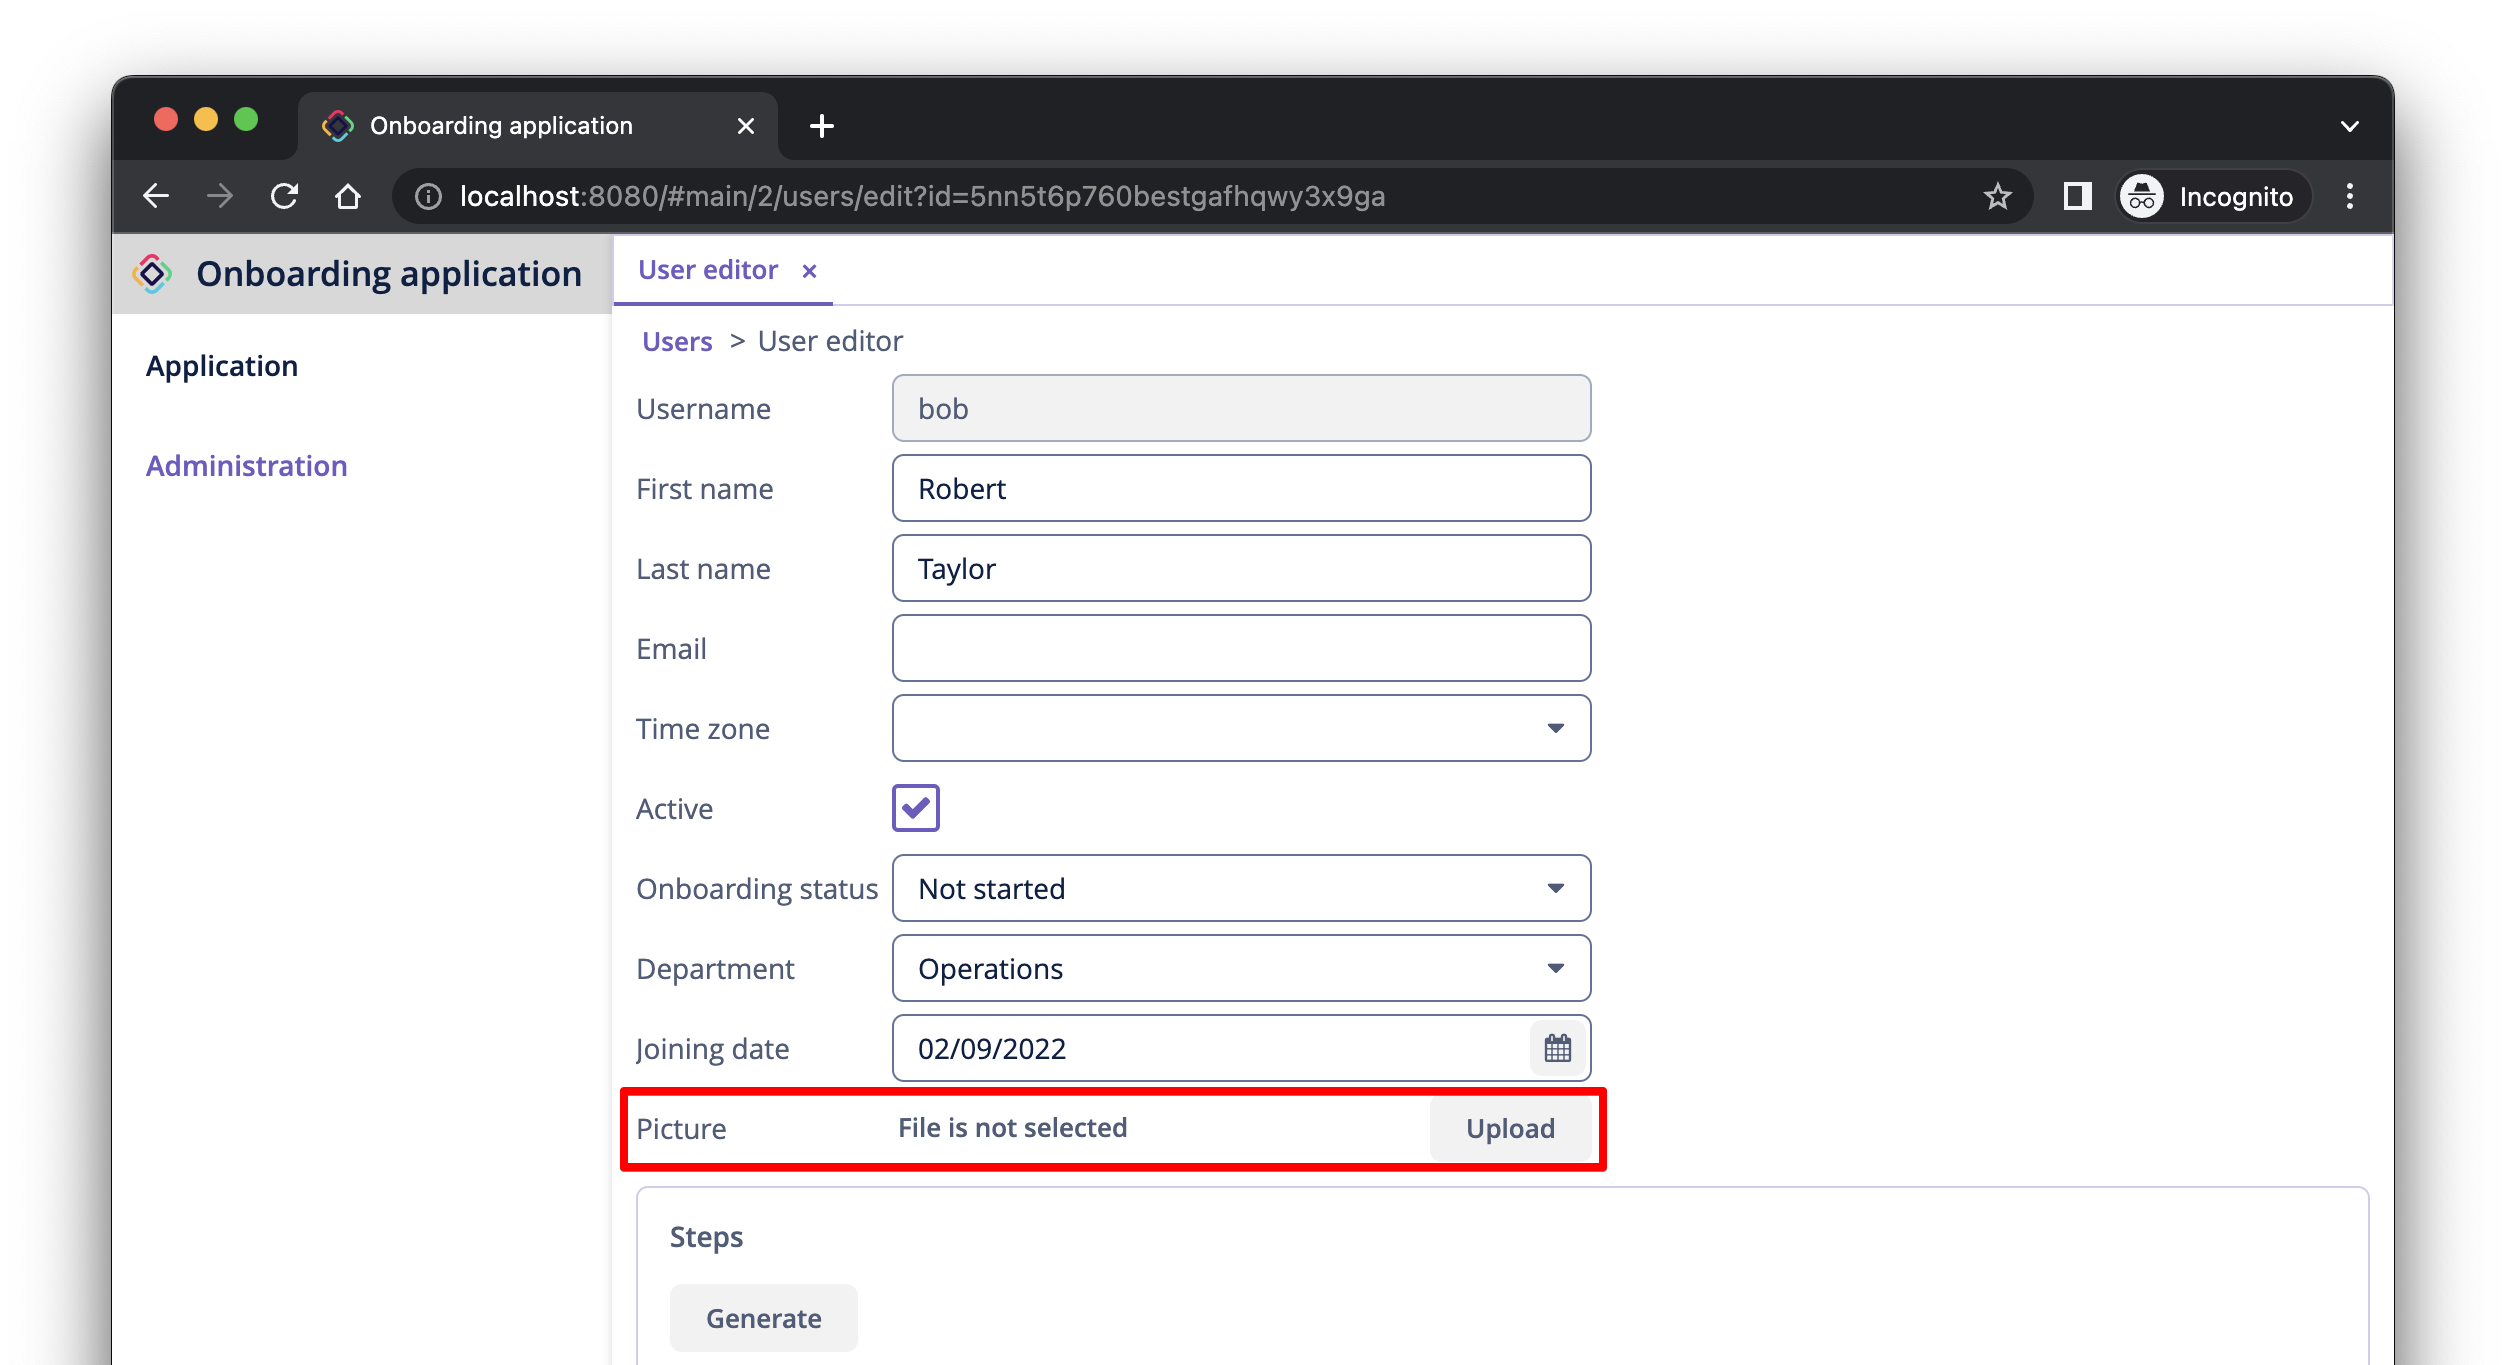 Onboarding application
localhost:8080/#main/2/users/edit?id=5nn5t6p760bestgafhqwy3x9ga
Incognito
Onboarding application
Application
Administration
User editor
Users > User editor
Username bob
First name Robert
Last name Taylor
Email
Time zone
Active
Onboarding status Not started
Department Operations
Joining date 02/09/2022
Picture File is not selected Upload
Steps
Generate